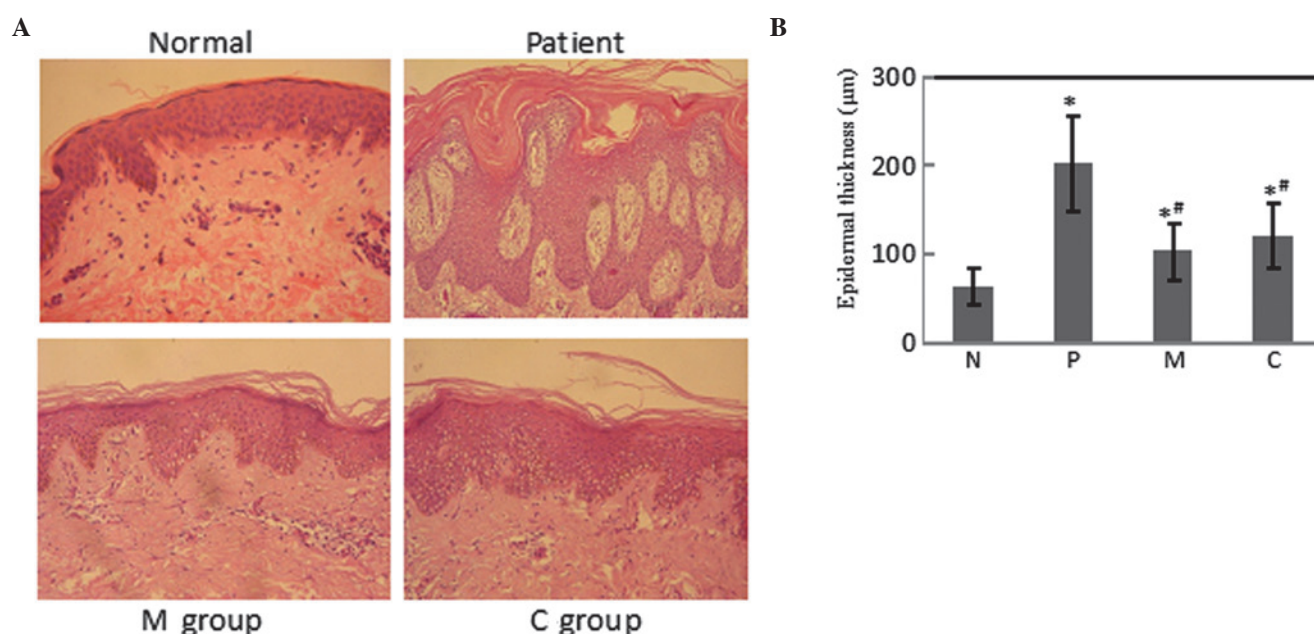 A
Normal
Patient
M group
C group
B
Epidermal thickness (μm)
300
200
100
0
*
*#
*#
N P M C